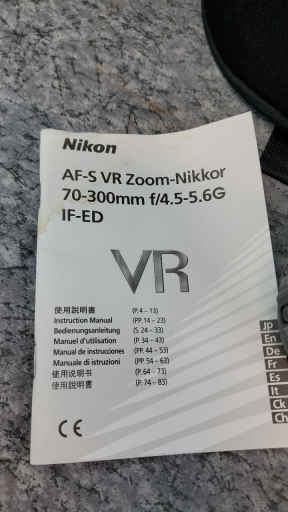 Nikon
AF-S VR Zoom-Nikkor
70-300mm f/4.5-5.6G
IF-ED
VR
使用説明書 (P. 4 – 13)
Instruction Manual (PP. 14 – 23)
Bedienungsanleitung (S. 24 – 33)
Manuel d'utilisation (P. 34 – 43)
Manual de instrucciones (PP. 44 – 53)
Manuale di istruzioni (PP. 54 – 63)
使用说明书 (P. 64 – 73)
使用說明書 (P. 74 – 83)
Jp
En
De
Fr
Es
It
Ck
Ch
CE